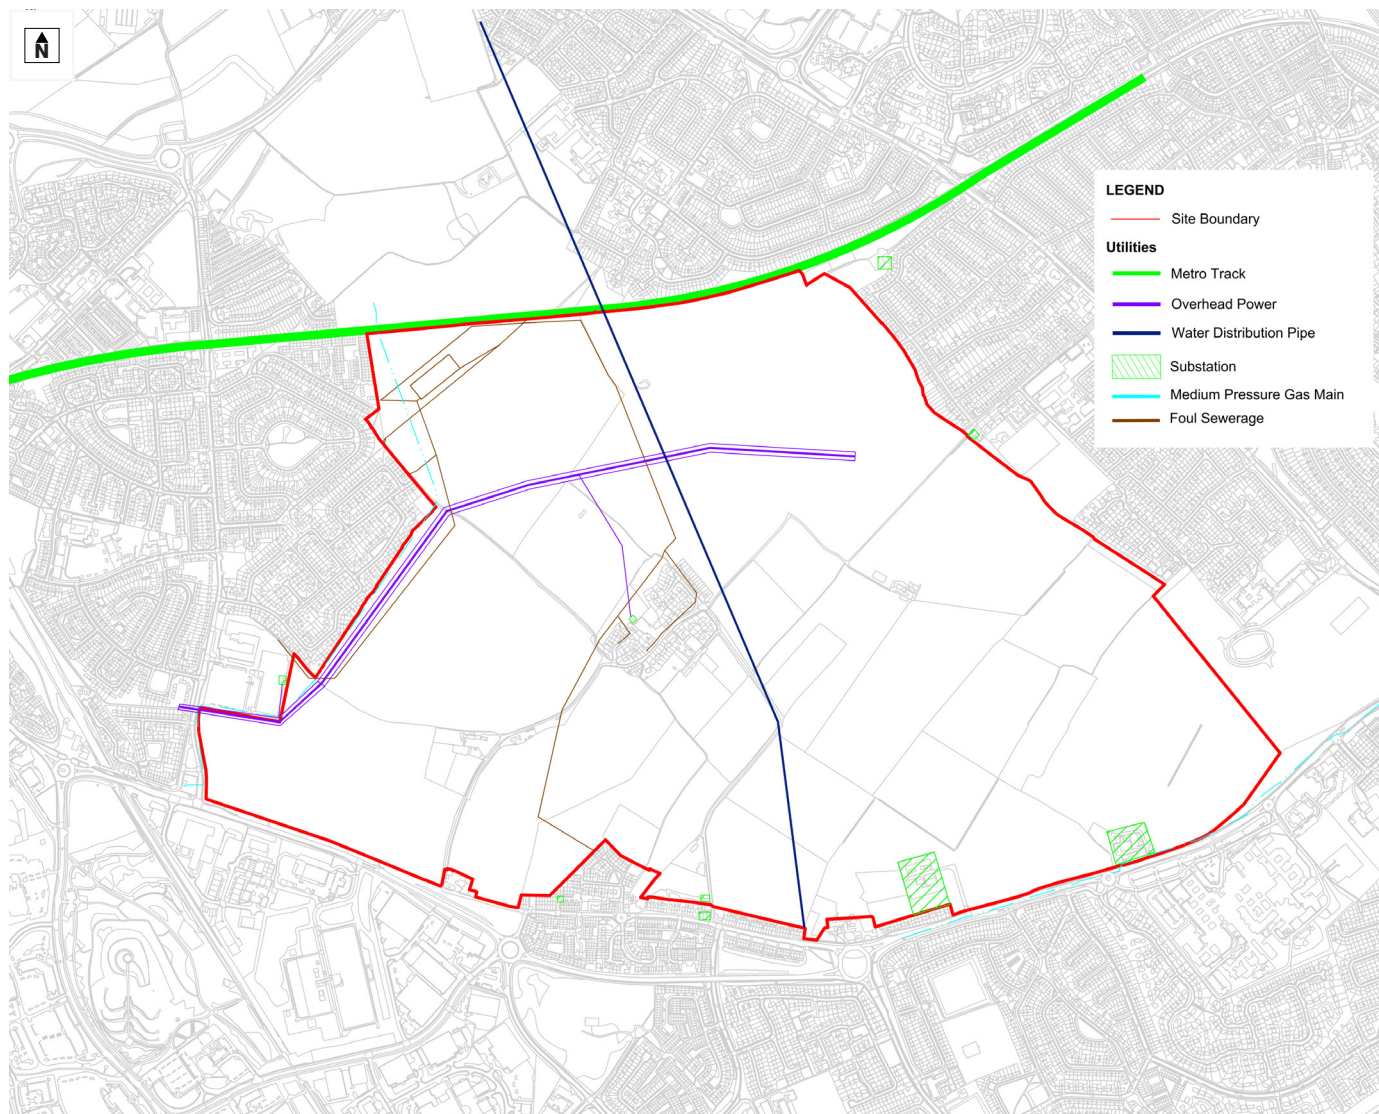 N
LEGEND
Site Boundary
Utilities
Metro Track
Overhead Power
Water Distribution Pipe
Substation
Medium Pressure Gas Main
Foul Sewerage